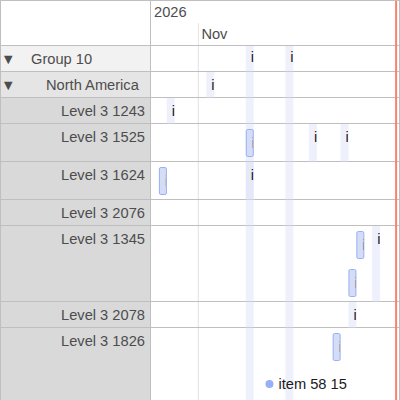 2026
Nov
▼ Group 10 i i
▼ North America i
Level 3 1243 i
Level 3 1525 i i
Level 3 1624 i
Level 3 2076
Level 3 1345 i
Level 3 2078 i
Level 3 1826
item 58 15